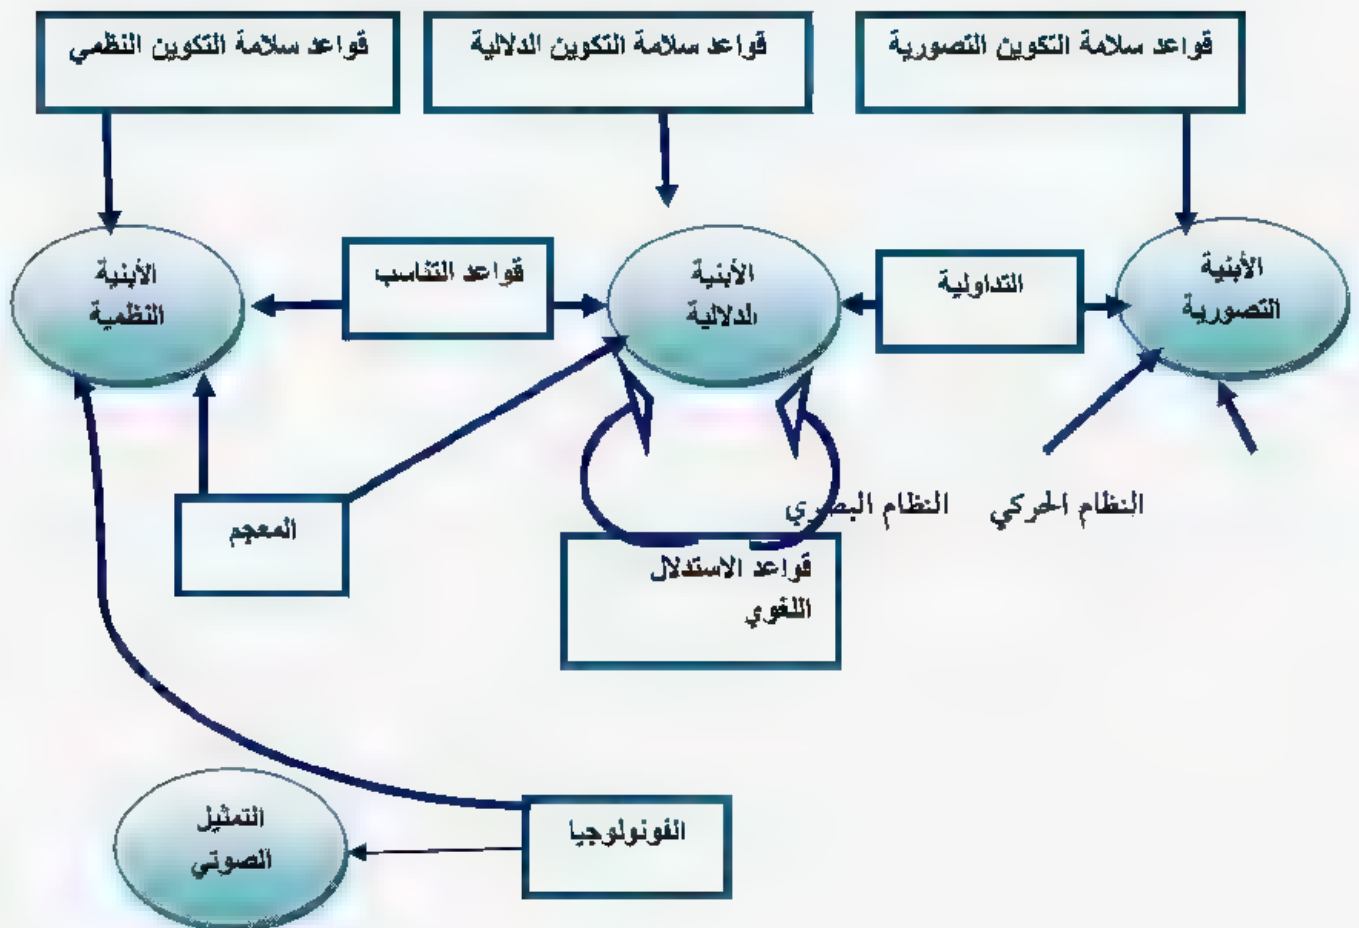 قواعد سلامة التكوين التصورية
قواعد سلامة التكوين الدلالية
قواعد سلامة التكوين النظمي
الأبنية
التصورية
التداولية
الأبنية
لدلالية
قواعد التناسب
الأبنية
النظمية
النظام الحركي
النظام البصري
المعجم
قواعد الاستدلال
اللغوي
الفونولوجيا
التمثيل
الصوتي